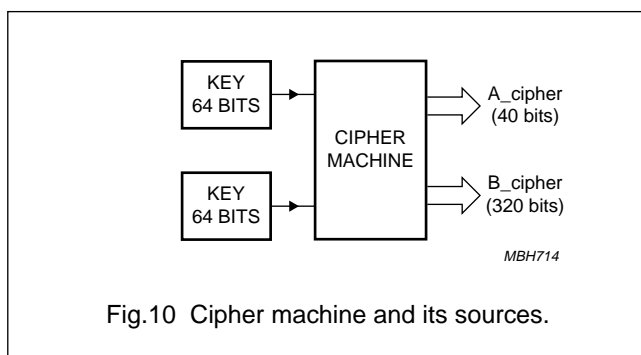 KEY
64 BITS
KEY
64 BITS
CIPHER
MACHINE
A_cipher
(40 bits)
B_cipher
(320 bits)
MBH714
Fig.10 Cipher machine and its sources.